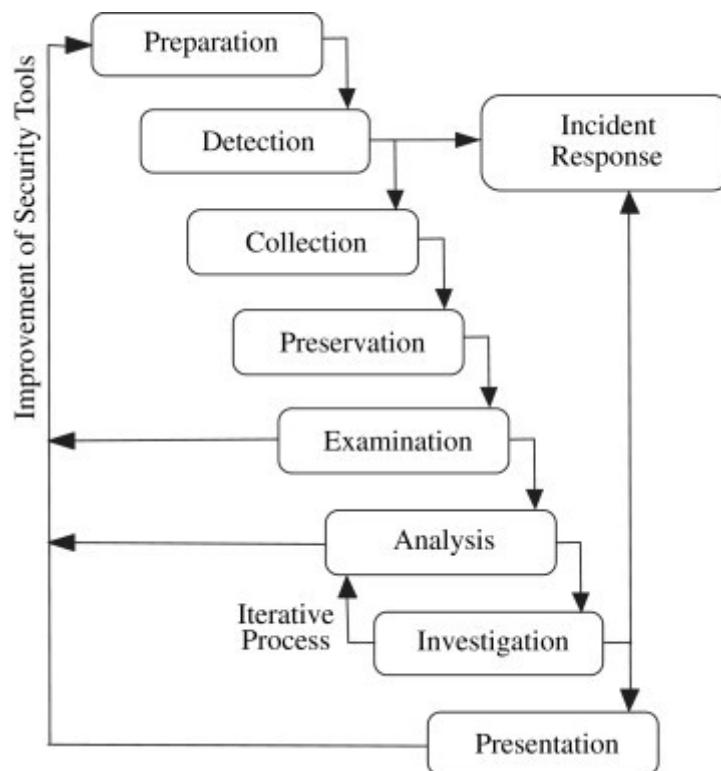 Improvement of Security Tools
Preparation
Detection
Incident
Response
Collection
Preservation
Examination
Analysis
Iterative
Process
Investigation
Presentation